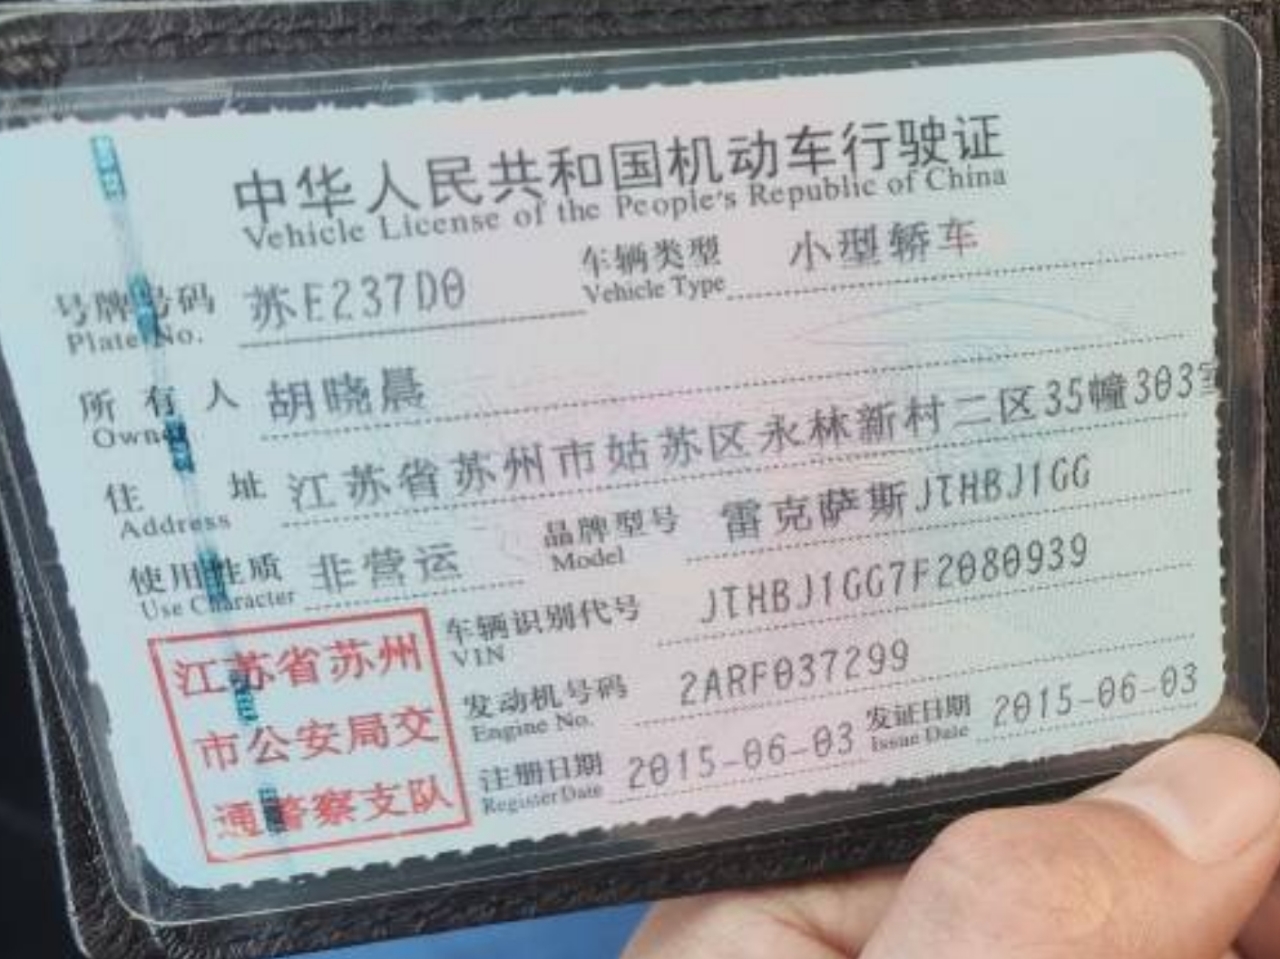 中华人民共和国机动车行驶证
Vehicle License of the People's Republic of China
号牌号码 苏E237D0 车辆类型 小型轿车
Plate No. Vehicle Type
所有人 胡晓晨
Owner
住址 江苏省苏州市姑苏区永林新村二区35幢303室
Address
使用性质 非营运 品牌型号 雷克萨斯JTHBJ1GG
Use Character Model
车辆识别代号 JTHBJ1GG7F2080939
VIN
发动机号码 2ARF037299
Engine No.
注册日期 2015-06-03 发证日期 2015-06-03
Register Date Issue Date
江苏省苏州
市公安局交
通警察支队